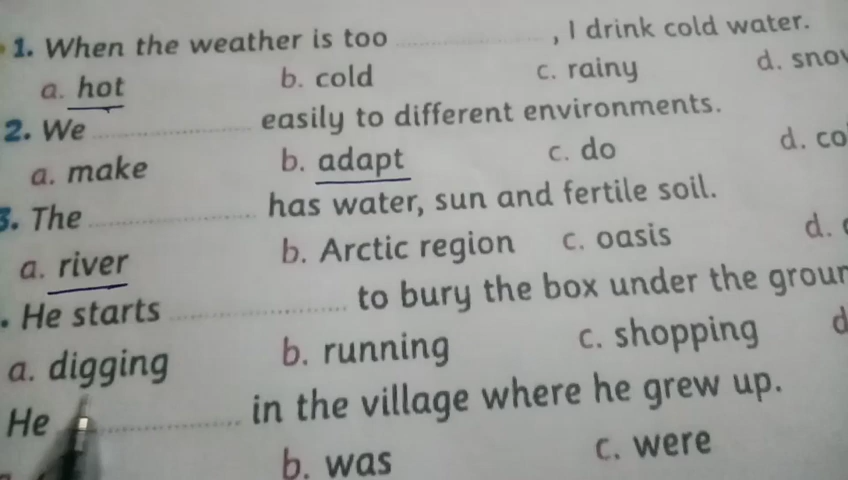 1. When the weather is too ............... , I drink cold water.
a. hot b. cold c. rainy d.
2. We ............... easily to different environments.
a. make b. adapt c. do d.
3. The ............... has water, sun and fertile soil.
a. river b. Arctic region c. oasis d.
. He starts ............... to bury the box under the
a. digging b. running c. shopping d
He ............... in the village where he grew up.
b. was c. were